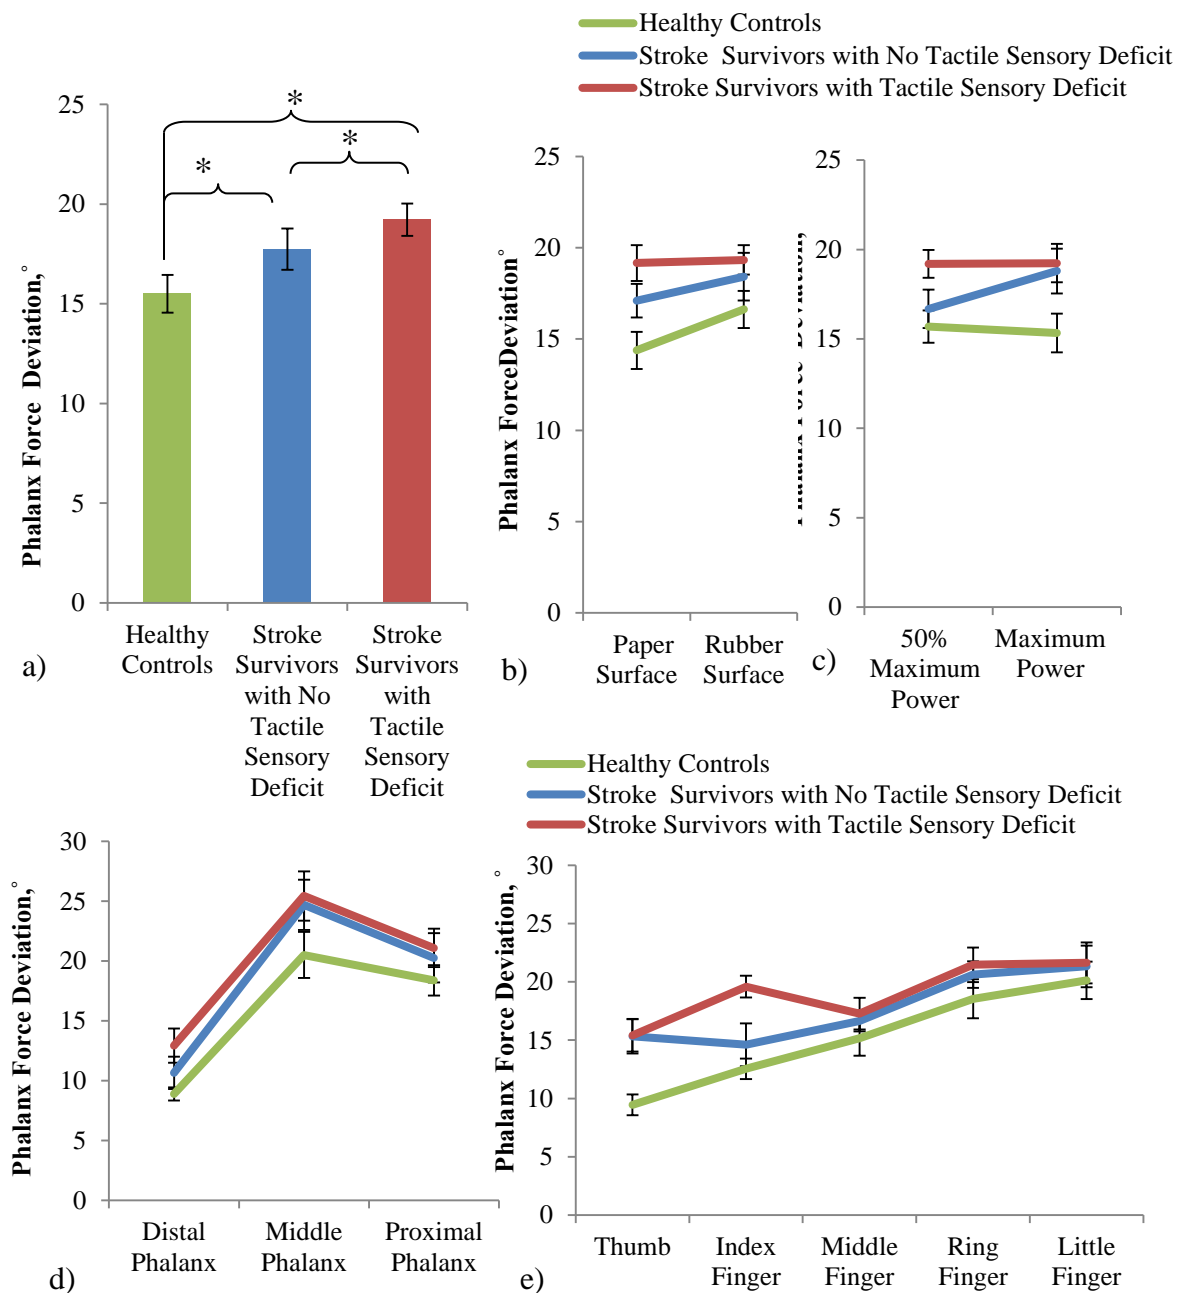 Healthy Controls
Stroke  Survivors with No Tactile Sensory Deficit
Stroke Survivors with Tactile Sensory Deficit
Phalanx Force  Deviation,°
25
20
15
10
5
0
*
*
*
Healthy
Controls
Stroke
Survivors
with No
Tactile
Sensory
Deficit
Stroke
Survivors
with
Tactile
Sensory
Deficit
a)
Phalanx ForceDeviation°
25
20
15
10
5
0
Paper
Surface
Rubber
Surface
b)
Phalanx Force Deviation,
25
20
15
10
5
0
50%
Maximum
Power
Maximum
Power
c)
Healthy Controls
Stroke  Survivors with No Tactile Sensory Deficit
Stroke Survivors with Tactile Sensory Deficit
Phalanx Force Deviation,°
30
25
20
15
10
5
0
Distal
Phalanx
Middle
Phalanx
Proximal
Phalanx
d)
Phalanx Force Deviation, °
30
25
20
15
10
5
0
Thumb
Index
Finger
Middle
Finger
Ring
Finger
Little
Finger
e)